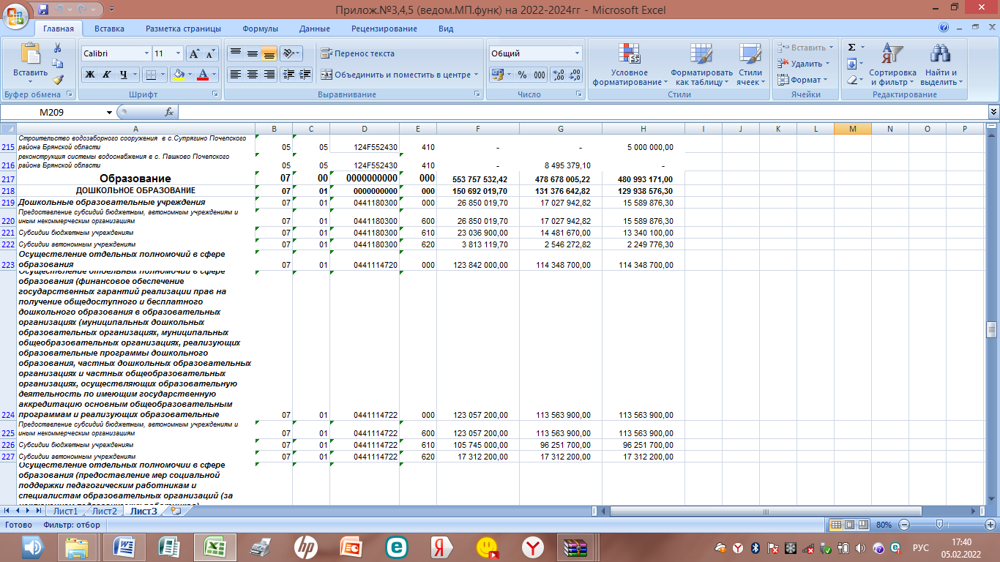 Прилож.№3,4,5 (ведом.МП.функ) на 2022-2024гг - Microsoft Excel
Главная Вставка Разметка страницы Формулы Данные Рецензирование Вид
Calibri 11 Перенос текста Общий Вставить Σ
Вставить Удалить
Ж К Ч А Объединить и поместить в центре % 000 Условное форматирование Форматировать как таблицу Стили ячеек Формат Сортировка и фильтр Найти и выделить
Буфер обмена Шрифт Выравнивание Число Стили Ячейки Редактирование
M209 fx
A B C D E F G H I J K L M N O P
Строительство водозаборного сооружения в с.Супрягино Почепского
215 района Брянской области 05 05 124F552430 410 - - 5 000 000,00
реконструкция системы водоснабжения в с. Пашково Почепского
216 района Брянской области 05 05 124F552430 410 - 8 495 379,10 -
217 Образование 07 00 0000000000 000 553 757 532,42 478 678 005,22 480 993 171,00
218 ДОШКОЛЬНОЕ ОБРАЗОВАНИЕ 07 01 0000000000 000 150 692 019,70 131 376 642,82 129 938 576,30
219 Дошкольные образовательные учреждения 07 01 0441180300 000 26 850 019,70 17 027 942,82 15 589 876,30
Предоставление субсидий бюджетным, автономным учреждениям и
220 иным некоммерческим организациям 07 01 0441180300 600 26 850 019,70 17 027 942,82 15 589 876,30
221 Субсидии бюджетным учреждениям 07 01 0441180300 610 23 036 900,00 14 481 670,00 13 340 100,00
222 Субсидии автономным учреждениям 07 01 0441180300 620 3 813 119,70 2 546 272,82 2 249 776,30
Осуществление отдельных полномочий в сфере
223 образования 07 01 0441114720 000 123 842 000,00 114 348 700,00 114 348 700,00
Осуществление отдельных полномочий в сфере
образования (финансовое обеспечение
государственных гарантий реализации прав на
получение общедоступного и бесплатного
дошкольного образования в образовательных
организациях (муниципальных дошкольных
образовательных организациях, муниципальных
общеобразовательных организациях, реализующих
образовательные программы дошкольного
образования, частных дошкольных образовательных
организациях и частных общеобразовательных
организациях, осуществляющих образовательную
деятельность по имеющим государственную
аккредитацию основным общеобразовательным
224 программам и реализующих образовательные 07 01 0441114722 000 123 057 200,00 113 563 900,00 113 563 900,00
Предоставление субсидий бюджетным, автономным учреждениям и
225 иным некоммерческим организациям 07 01 0441114722 600 123 057 200,00 113 563 900,00 113 563 900,00
226 Субсидии бюджетным учреждениям 07 01 0441114722 610 105 745 000,00 96 251 700,00 96 251 700,00
227 Субсидии автономным учреждениям 07 01 0441114722 620 17 312 200,00 17 312 200,00 17 312 200,00
Осуществление отдельных полномочий в сфере
образования (предоставление мер социальной
поддержки педагогическим работникам и
специалистам образовательных организаций (за
Лист1 Лист2 Лист3
Готово Фильтр: отбор 80%
РУС 17:40
05.02.2022